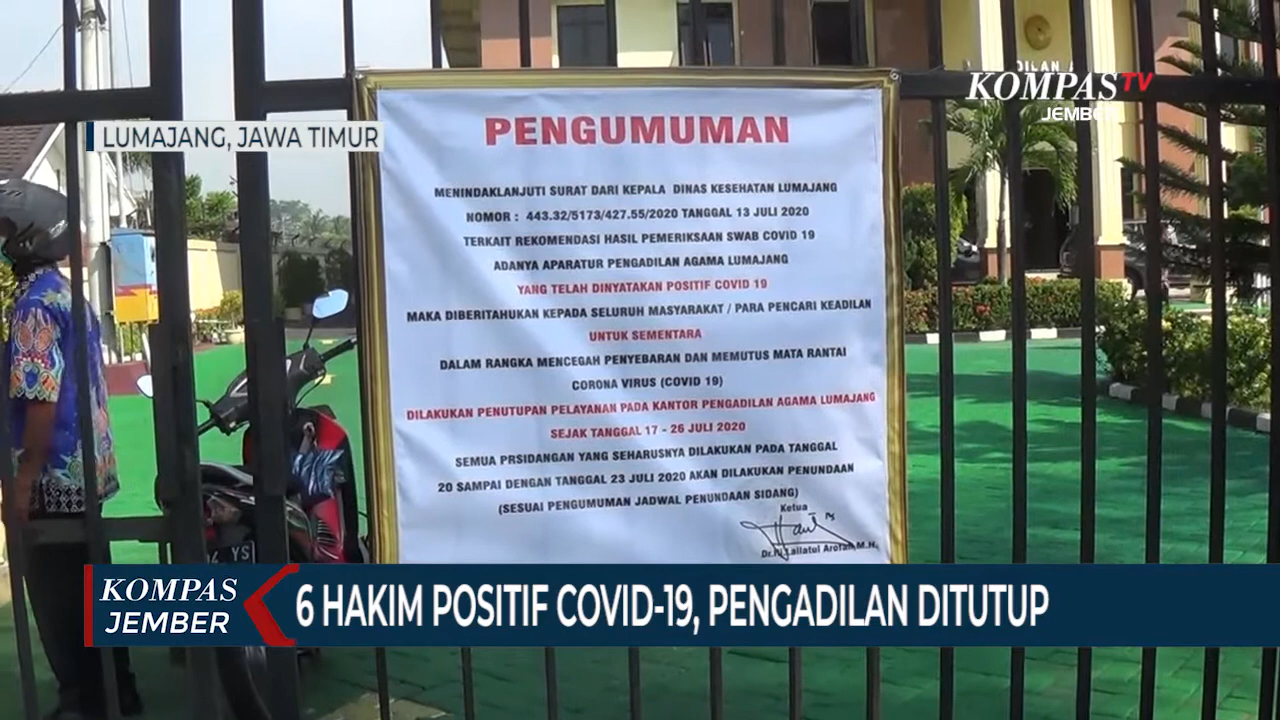 KOMPAS TV
JEMBER
LUMAJANG, JAWA TIMUR
PENGUMUMAN
MENINDAKLANJUTI SURAT DARI KEPALA DINAS KESEHATAN LUMAJANG
NOMOR : 443.32/5173/427.55/2020 TANGGAL 13 JULI 2020
TERKAIT REKOMENDASI HASIL PEMERIKSAAN SWAB COVID 19
ADANYA APARATUR PENGADILAN AGAMA LUMAJANG
YANG TELAH DINYATAKAN POSITIF COVID 19
MAKA DIBERITAHUKAN KEPADA SELURUH MASYARAKAT / PARA PENCARI KEADILAN
UNTUK SEMENTARA
DALAM RANGKA MENCEGAH PENYEBARAN DAN MEMUTUS MATA RANTAI
CORONA VIRUS (COVID 19)
DILAKUKAN PENUTUPAN PELAYANAN PADA KANTOR PENGADILAN AGAMA LUMAJANG
SEJAK TANGGAL 17 - 26 JULI 2020
SEMUA PRSIDANGAN YANG SEHARUSNYA DILAKUKAN PADA TANGGAL
20 SAMPAI DENGAN TANGGAL 23 JULI 2020 AKAN DILAKUKAN PENUNDAAN
(SESUAI PENGUMUMAN JADWAL PENUNDAAN SIDANG)
Ketua
Lailatul Arofah, M.H.
YS
KOMPAS
JEMBER
6 HAKIM POSITIF COVID-19, PENGADILAN DITUTUP